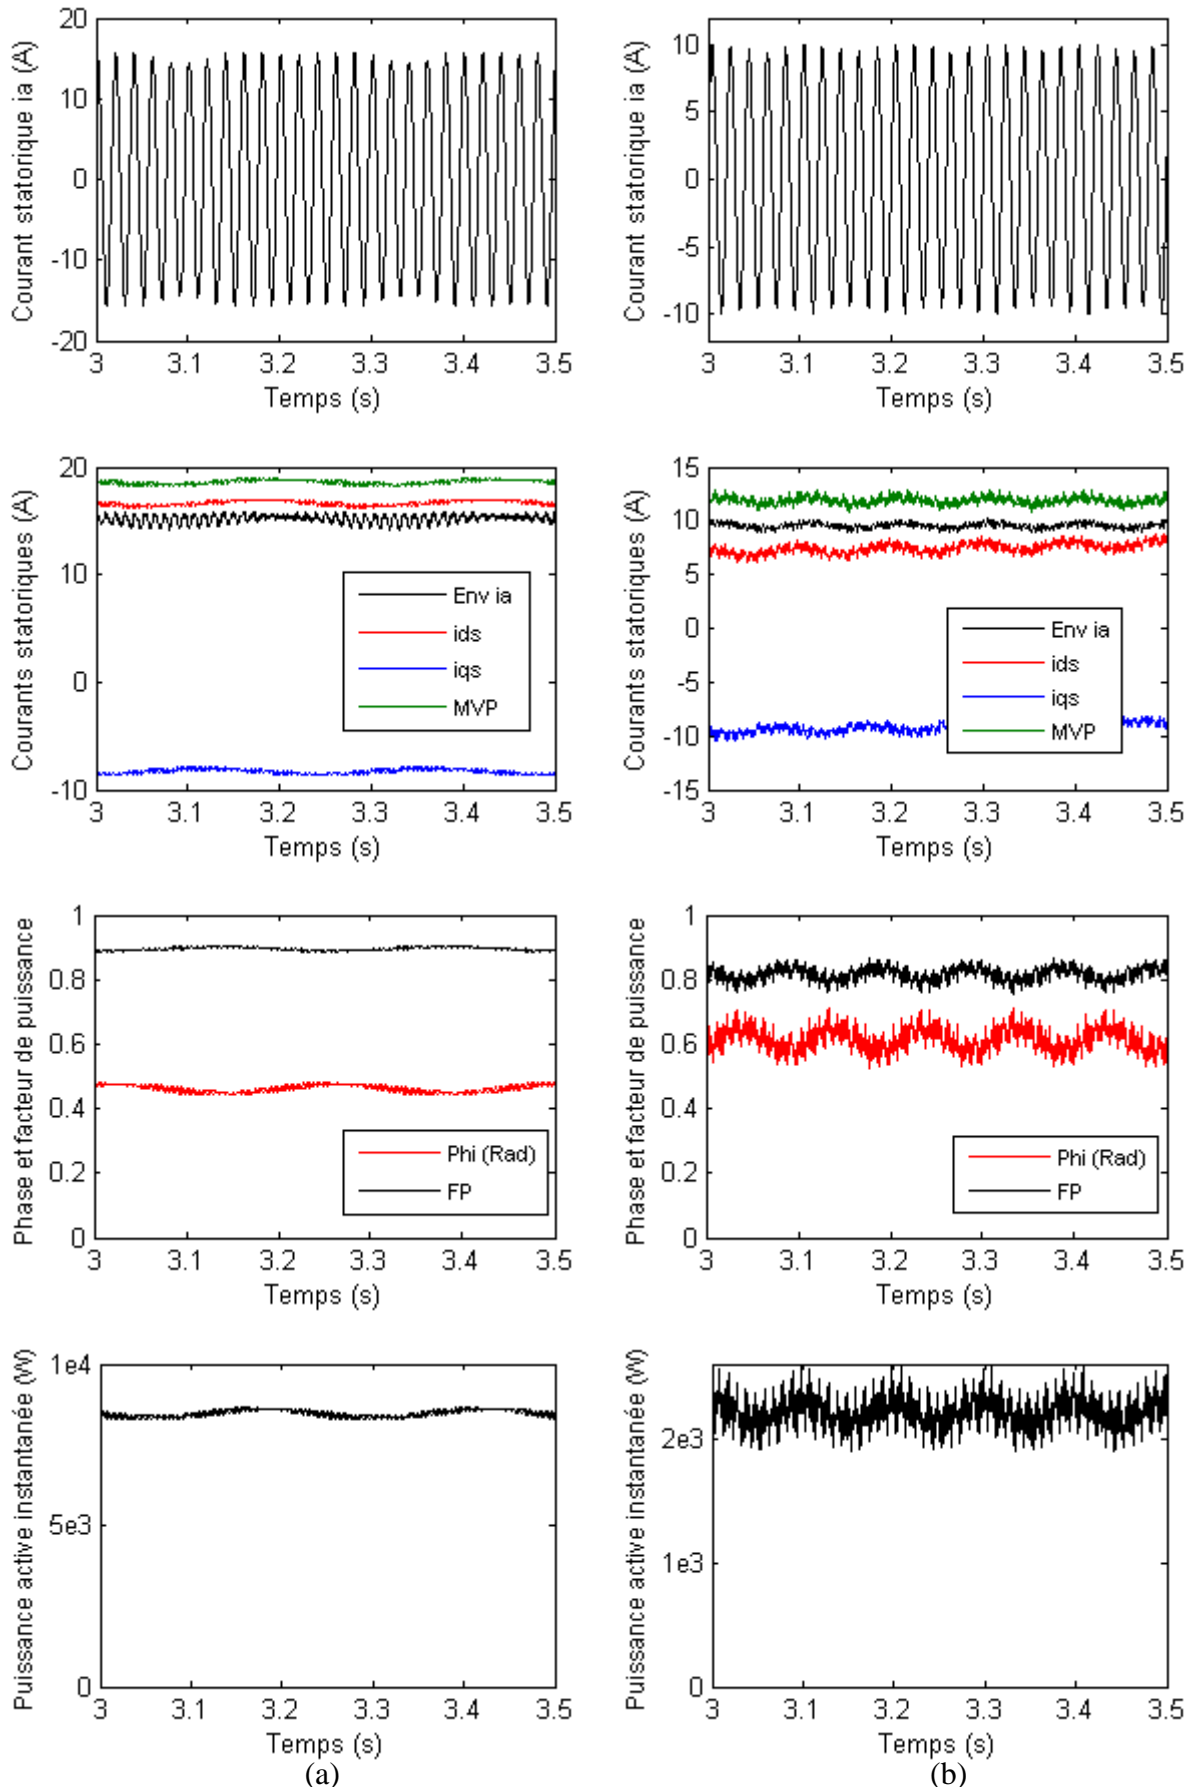 Courant statorique ia (A)
20
10
0
-10
-20
3 3.1 3.2 3.3 3.4 3.5
Temps (s)
Courant statorique ia (A)
10
5
0
-5
-10
3 3.1 3.2 3.3 3.4 3.5
Temps (s)
Courants statoriques (A)
20
10
0
-10
Env ia
ids
iqs
MVP
3 3.1 3.2 3.3 3.4 3.5
Temps (s)
Courants statoriques (A)
15
10
5
0
-5
-10
-15
Env ia
ids
iqs
MVP
3 3.1 3.2 3.3 3.4 3.5
Temps (s)
Phase et facteur de puissance
1
0.8
0.6
0.4
0.2
0
Phi (Rad)
FP
3 3.1 3.2 3.3 3.4 3.5
Temps (s)
Phase et facteur de puissance
1
0.8
0.6
0.4
0.2
0
Phi (Rad)
FP
3 3.1 3.2 3.3 3.4 3.5
Temps (s)
Puissance active instantanée (W)
1e4
5e3
0
3 3.1 3.2 3.3 3.4 3.5
Temps (s)
(a)
Puissance active instantanée (W)
2e3
1e3
0
3 3.1 3.2 3.3 3.4 3.5
Temps (s)
(b)